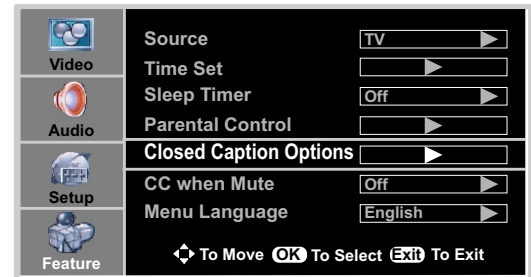 Video
Audio
Setup
Feature
Source TV
Time Set
Sleep Timer Off
Parental Control
Closed Caption Options
CC when Mute Off
Menu Language English
To Move OK To Select Exit To Exit